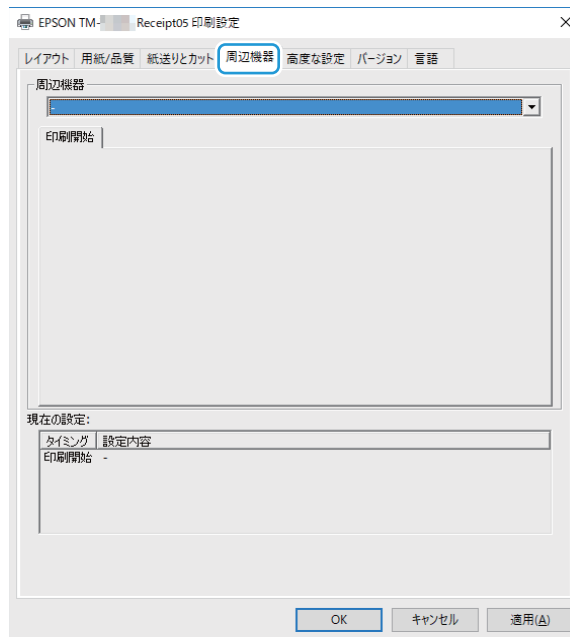 EPSON TM- Receipt05 印刷設定
レイアウト 用紙/品質 紙送りとカット 周辺機器 高度な設定 バージョン 言語
周辺機器
-
印刷開始
現在の設定:
タイミング 設定内容
印刷開始 -
OK キャンセル 適用(A)